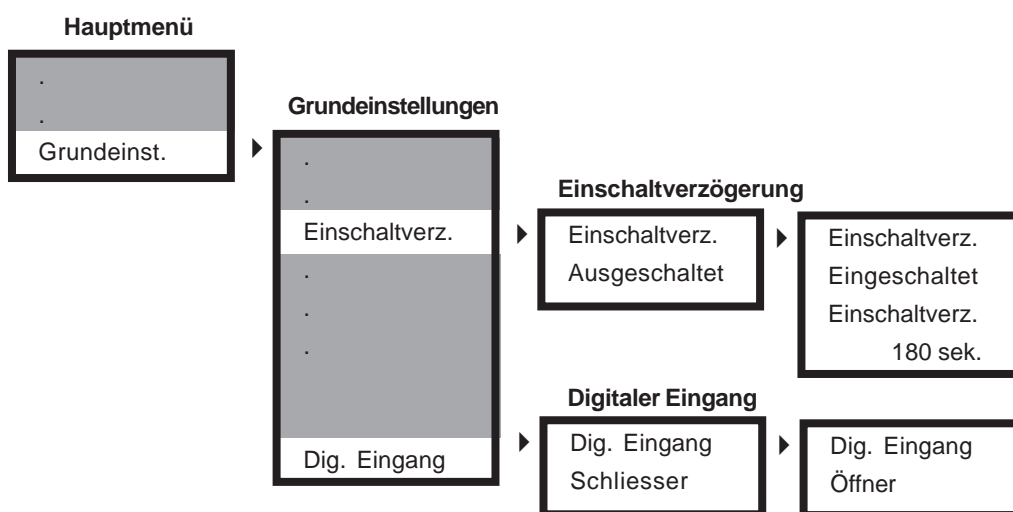 Hauptmenü
.
.
Grundeinst.
Grundeinstellungen
.
.
Einschaltverz.
.
.
.
Dig. Eingang
Einschaltverzögerung
Einschaltverz.
Ausgeschaltet
Einschaltverz.
Eingeschaltet
Einschaltverz.
180 sek.
Digitaler Eingang
Dig. Eingang
Schliesser
Dig. Eingang
Öffner